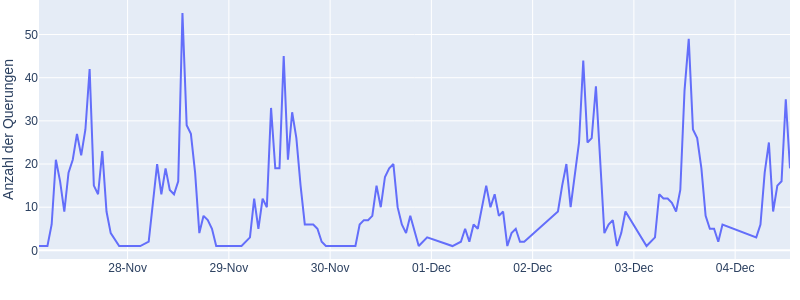 Anzahl der Querungen
50
40
30
20
10
0
28-Nov
29-Nov
30-Nov
01-Dec
02-Dec
03-Dec
04-Dec